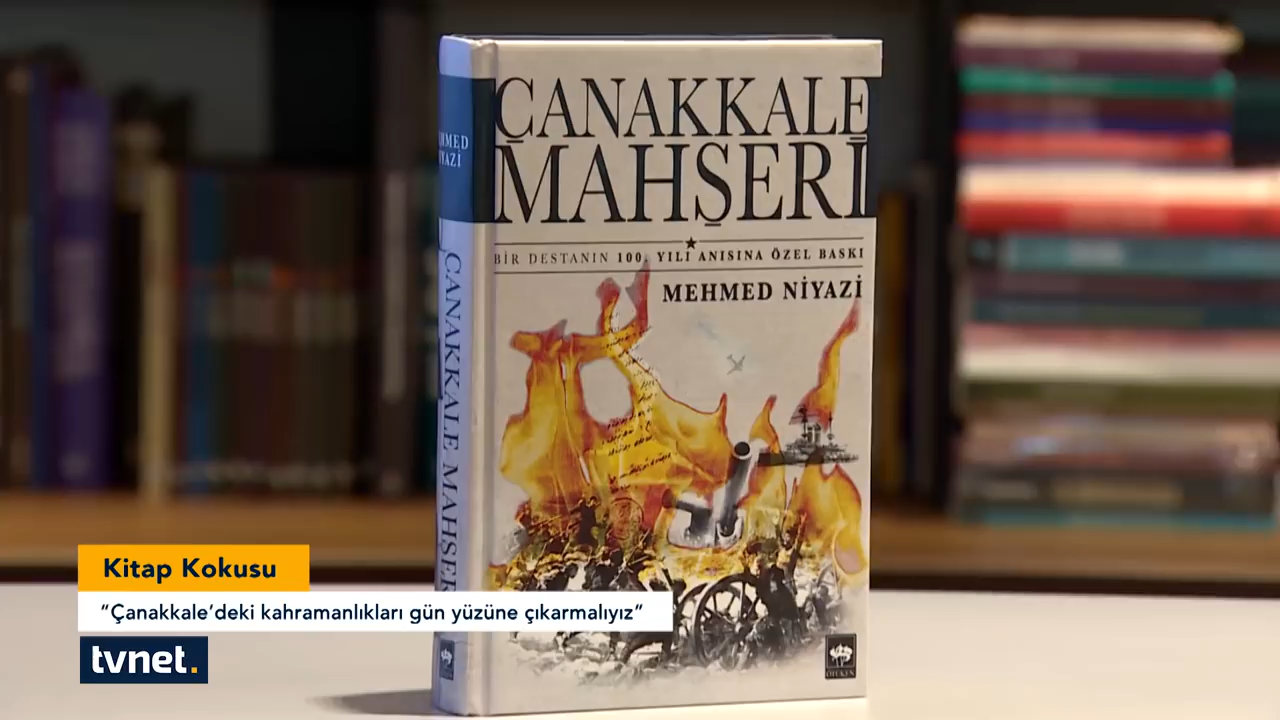 ÇANAKKALE
MAHŞERİ
BİR DESTANIN 100. YILI ANISINA ÖZEL BASKI
MEHMED NİYAZİ
MEHMED
NİYAZİ
ÇANAKKALE MAHŞER
ÖTÜKEN
Kitap Kokusu
“Çanakkale’deki kahramanlıkları gün yüzüne çıkarmalıyız”
tvnet.